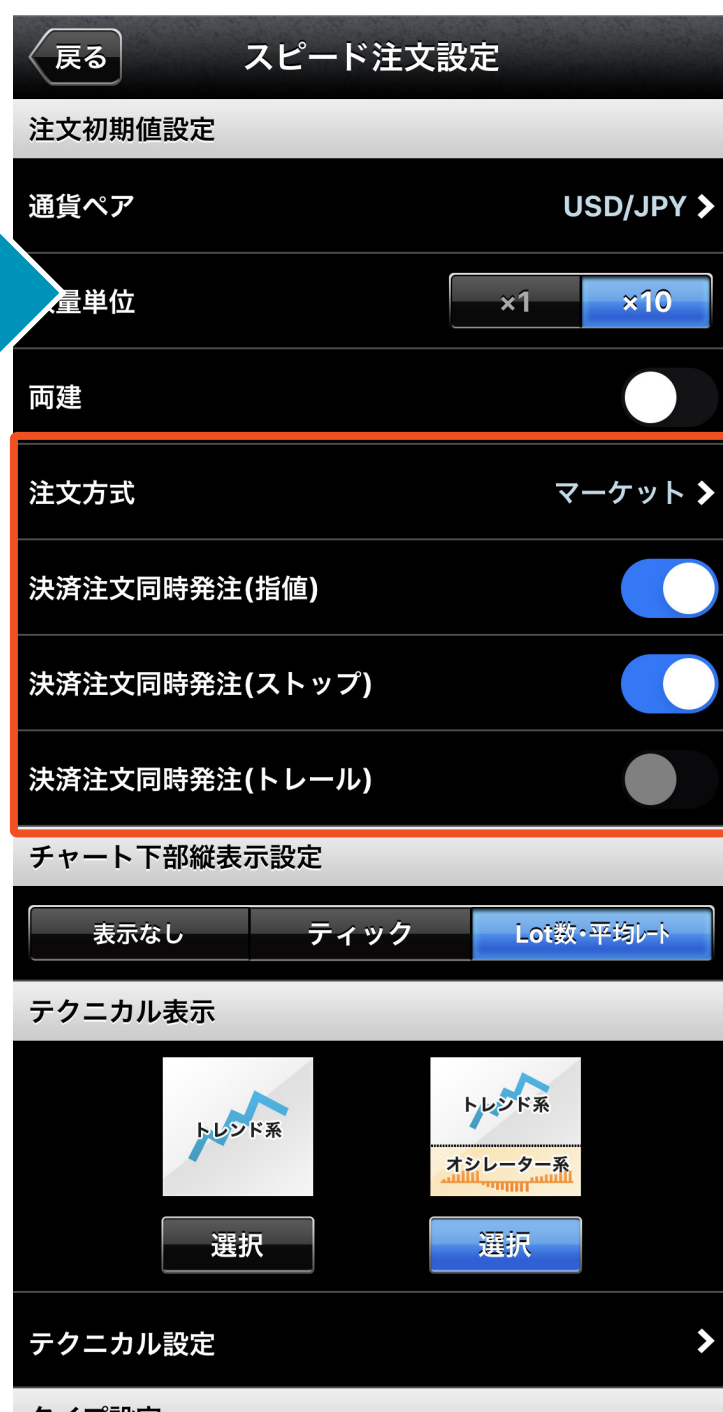 戻る スピード注文設定
注文初期値設定
通貨ペア USD/JPY
量単位 ×1 ×10
両建
注文方式 マーケット
決済注文同時発注(指値)
決済注文同時発注(ストップ)
決済注文同時発注(トレール)
チャート下部縦表示設定
表示なし ティック Lot数・平均ﾚｰﾄ
テクニカル表示
トレンド系 トレンド系
オシレーター系
選択 選択
テクニカル設定